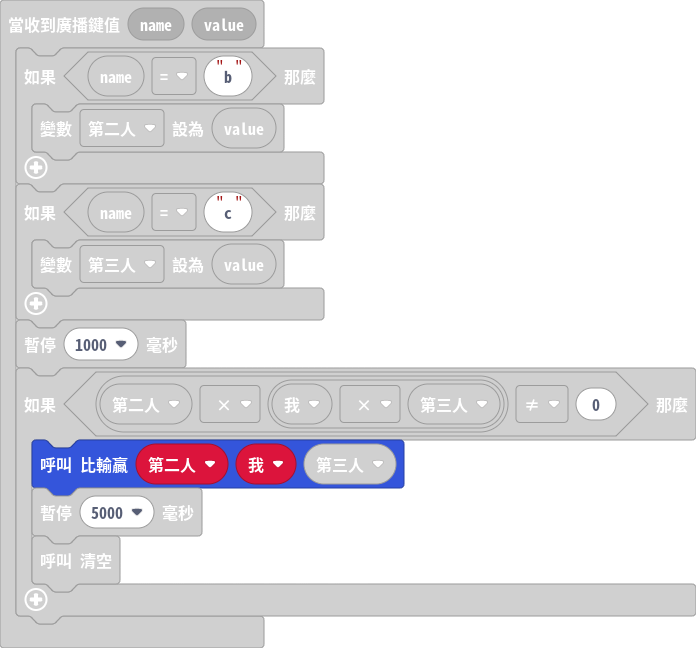 當收到廣播鍵值 name value
如果 name = "b" 那麼
變數 第二人 設為 value
如果 name = "c" 那麼
變數 第三人 設為 value
暫停 1000 毫秒
如果 第二人 × 我 × 第三人 ≠ 0 那麼
呼叫 比輸贏 第二人 我 第三人
暫停 5000 毫秒
呼叫 清空